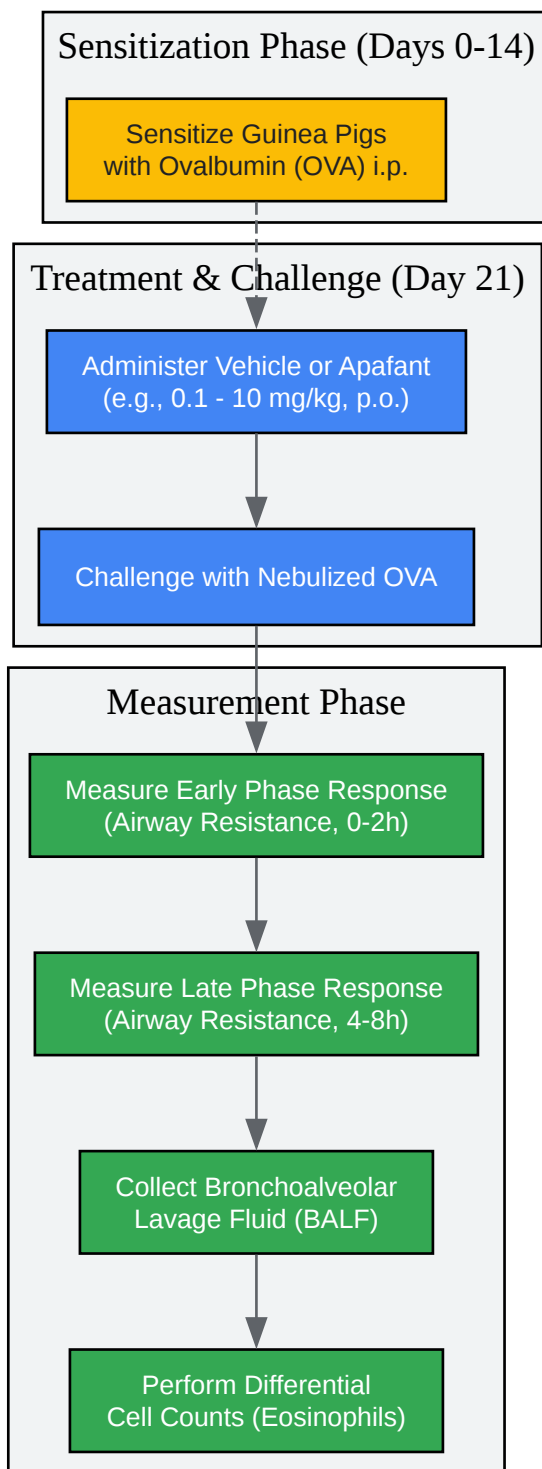 Sensitization Phase (Days 0-14)
Sensitize Guinea Pigs
with Ovalbumin (OVA) i.p.
Treatment & Challenge (Day 21)
Administer Vehicle or Apafant
(e.g., 0.1 - 10 mg/kg, p.o.)
Challenge with Nebulized OVA
Measurement Phase
Measure Early Phase Response
(Airway Resistance, 0-2h)
Measure Late Phase Response
(Airway Resistance, 4-8h)
Collect Bronchoalveolar
Lavage Fluid (BALF)
Perform Differential
Cell Counts (Eosinophils)